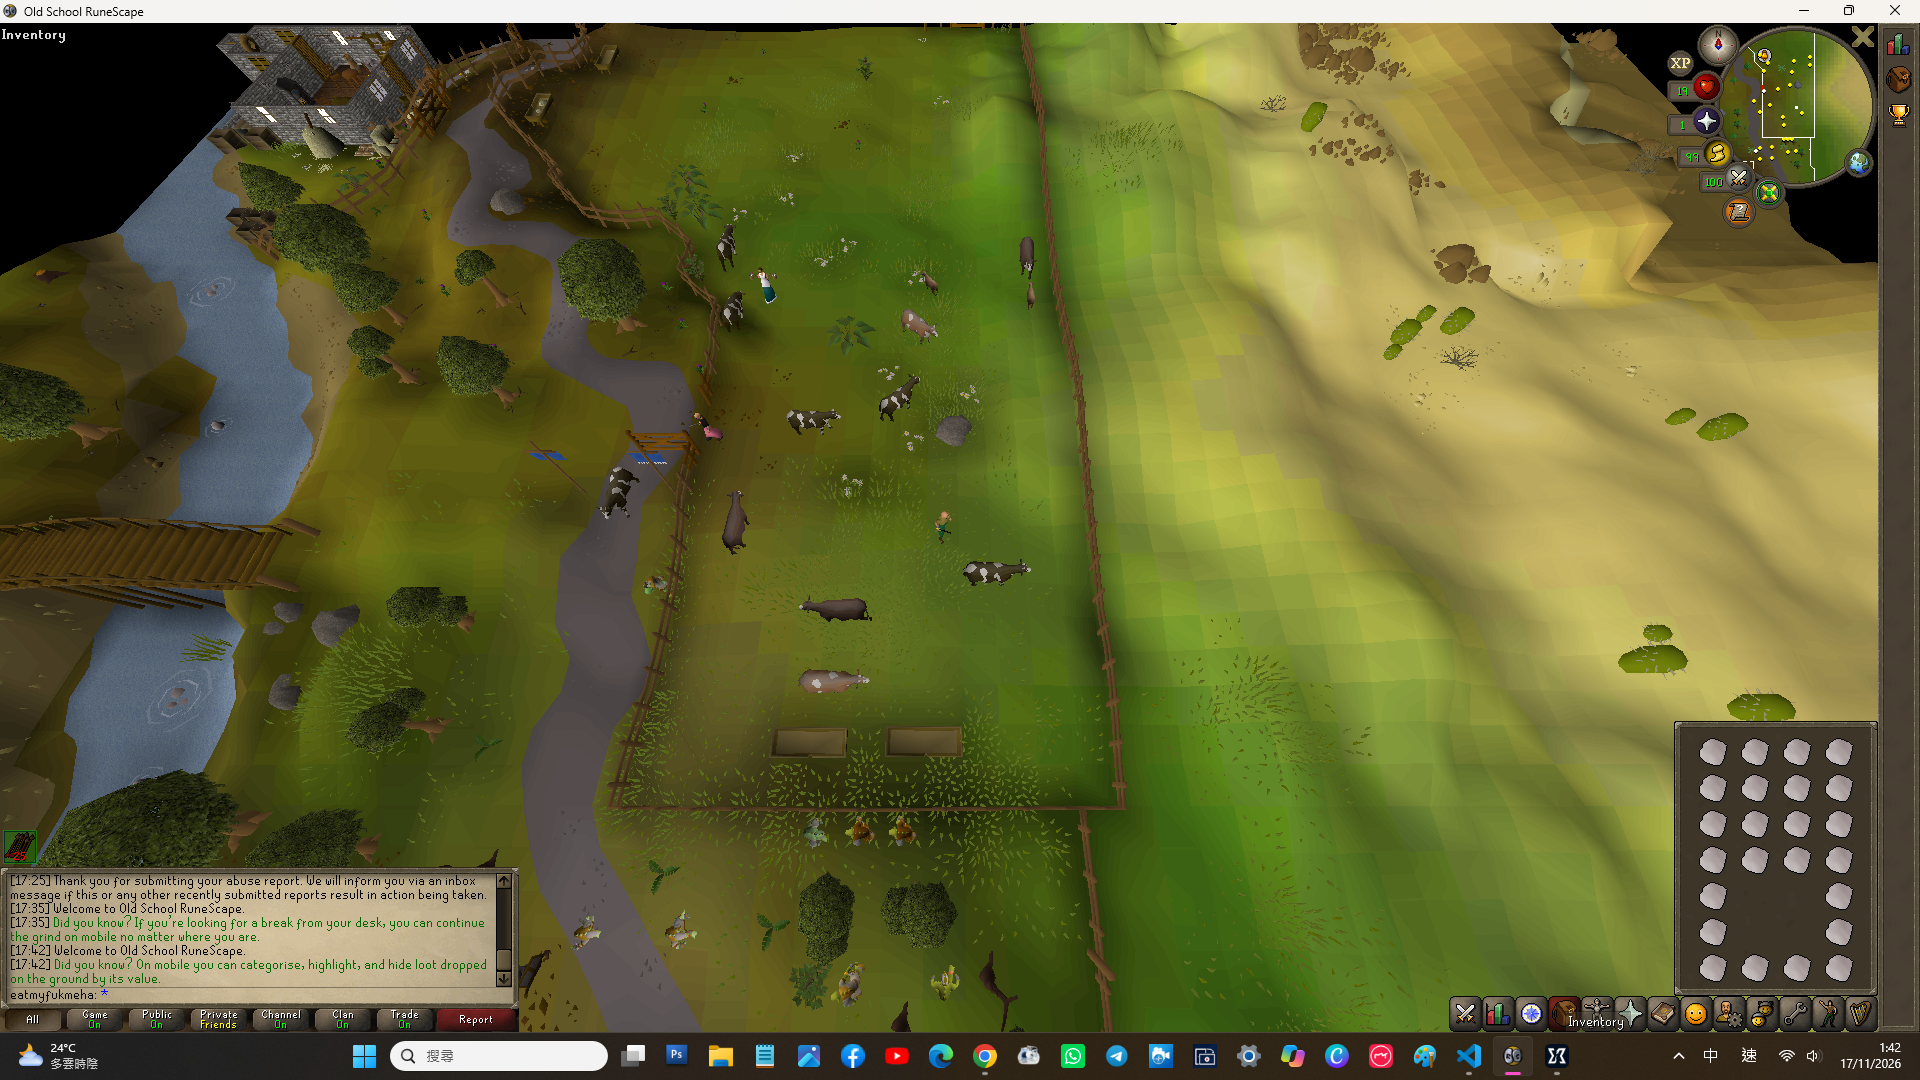 Old School RuneScape
Inventory
N
XP
19
1
99
100
23
[17:25] Thank you for submitting your abuse report. We will inform you via an inbox
message if this or any other recently submitted reports result in action being taken.
[17:35] Welcome to Old School RuneScape.
[17:35] Did you know? If you're looking for a break from your desk, you can continue
the grind on mobile no matter where you are.
[17:42] Welcome to Old School RuneScape.
[17:42] Did you know? On mobile you can categorise, highlight, and hide loot dropped
on the ground by its value.
eatmyfukmeha: *
All
Game
On
Public
On
Private
Friends
Channel
On
Clan
On
Trade
On
Report
Inventory
24°C
多雲時陰
搜尋
Ps
中
速
1:42
17/11/2026